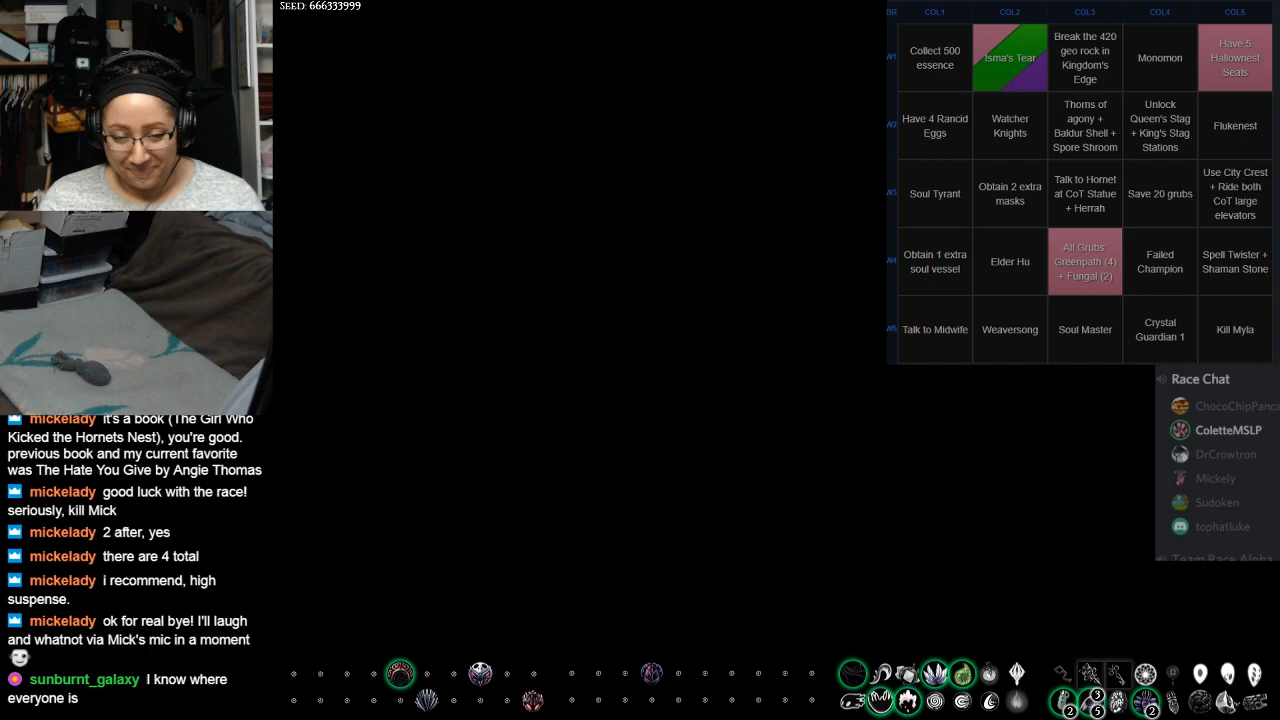 SEED: 666333999
BR COL1 COL2 COL3 COL4 COL5
Collect 500 essence
Isma's Tear
Break the 420 geo rock in Kingdom's Edge
Monomon
Have 5 Hallownest Seals
Have 4 Rancid Eggs
Watcher Knights
Thorns of agony + Baldur Shell + Spore Shroom
Unlock Queen's Stag + King's Stag Stations
Flukenest
Soul Tyrant
Obtain 2 extra masks
Talk to Hornet at CoT Statue + Herrah
Save 20 grubs
Use City Crest + Ride both CoT large elevators
Obtain 1 extra soul vessel
Elder Hu
All Grubs: Greenpath (4) + Fungal (2)
Failed Champion
Spell Twister + Shaman Stone
Talk to Midwife
Weaversong
Soul Master
Crystal Guardian 1
Kill Myla
Race Chat
ChocoChipPanca
ColetteMSLP
DrCrowtron
Mickely
Sudoken
tophatluke
Team Race Alpha
mickelady it's a book (The Girl Who
Kicked the Hornets Nest), you're good.
previous book and my current favorite
was The Hate You Give by Angie Thomas
mickelady good luck with the race!
seriously, kill Mick
mickelady 2 after, yes
mickelady there are 4 total
mickelady i recommend, high
suspense.
mickelady ok for real bye! I'll laugh
and whatnot via Mick's mic in a moment
sunburnt_galaxy I know where
everyone is
2
3
5
2